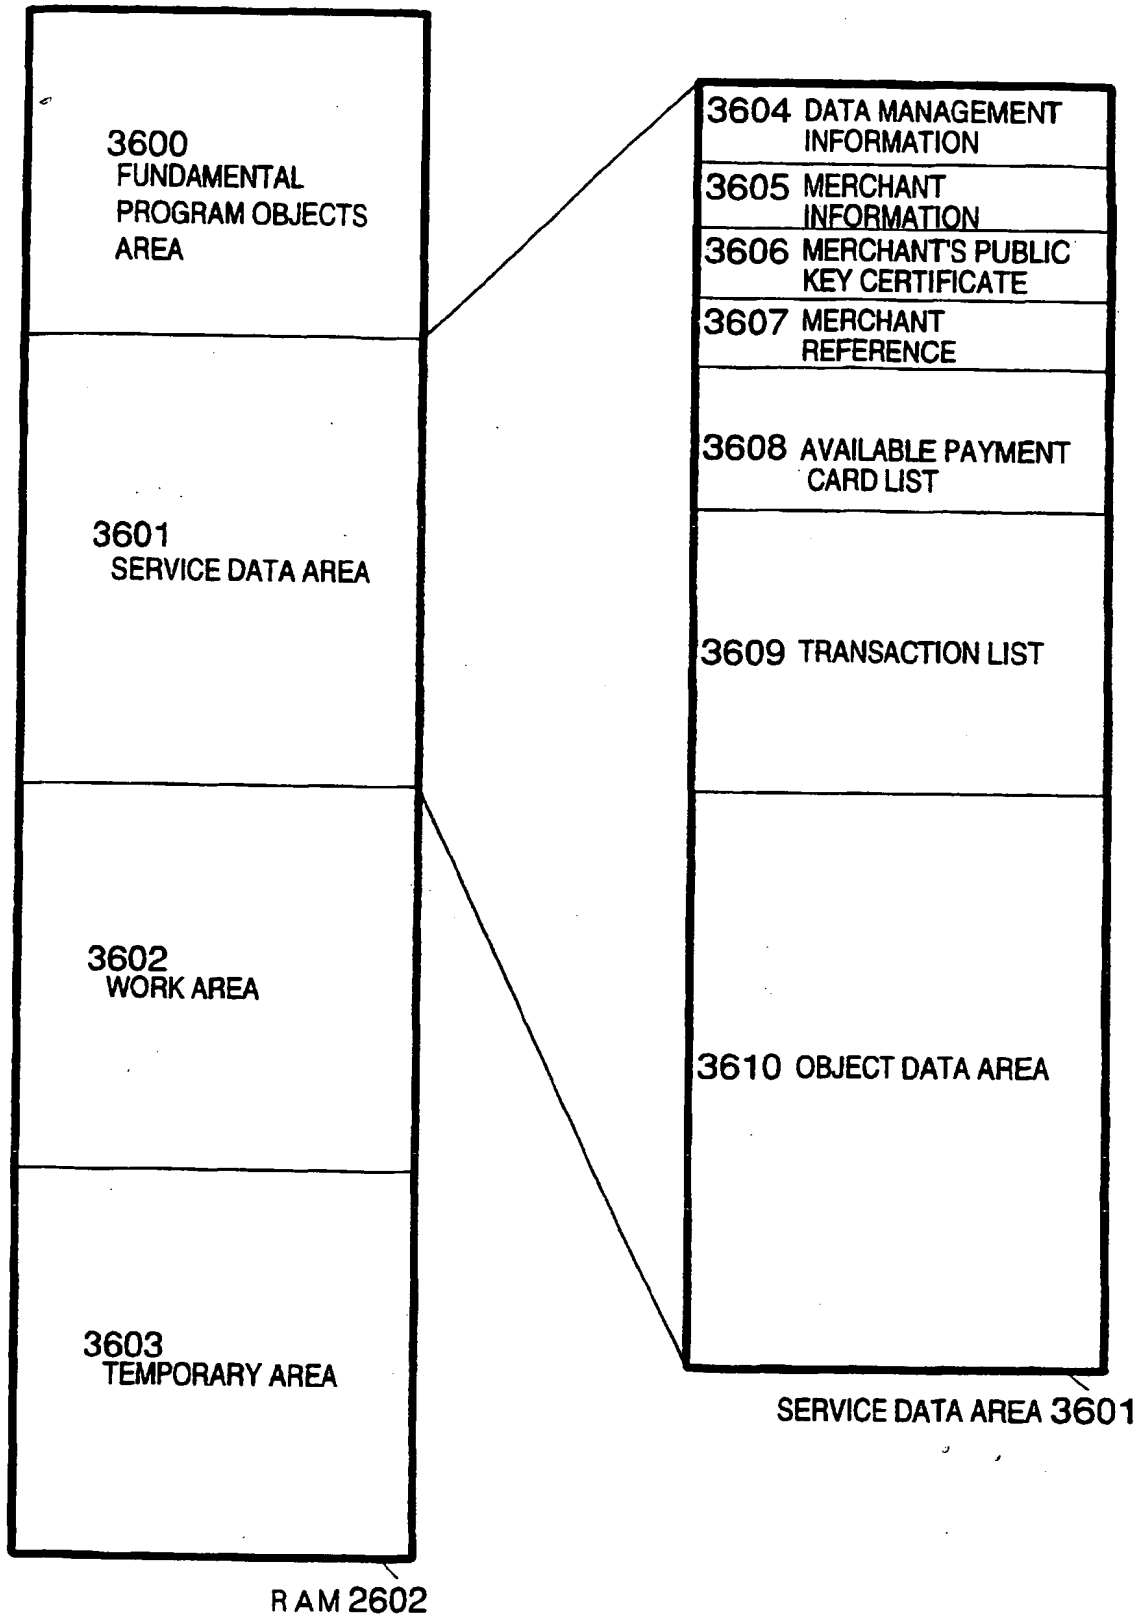 3600
FUNDAMENTAL
PROGRAM OBJECTS
AREA
3601
SERVICE DATA AREA
3602
WORK AREA
3603
TEMPORARY AREA
RAM 2602
3604 DATA MANAGEMENT
INFORMATION
3605 MERCHANT
INFORMATION
3606 MERCHANT'S PUBLIC
KEY CERTIFICATE
3607 MERCHANT
REFERENCE
3608 AVAILABLE PAYMENT
CARD LIST
3609 TRANSACTION LIST
3610 OBJECT DATA AREA
SERVICE DATA AREA 3601